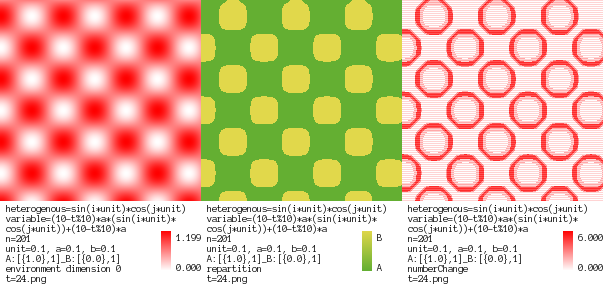 heterogenous=sin(i*unit)*cos(j*unit)
variable=(10-t%10)*a*(sin(i*unit)*
cos(j*unit))+(10-t%10)*a
n=201
unit=0.1, a=0.1, b=0.1
A:[{1.0},1]_B:[{0.0},1]
environment dimension 0
t=24.png
1.199
0.000
heterogenous=sin(i*unit)*cos(j*unit)
variable=(10-t%10)*a*(sin(i*unit)*
cos(j*unit))+(10-t%10)*a
n=201
unit=0.1, a=0.1, b=0.1
A:[{1.0},1]_B:[{0.0},1]
repartition
t=24.png
B
A
heterogenous=sin(i*unit)*cos(j*unit)
variable=(10-t%10)*a*(sin(i*unit)*
cos(j*unit))+(10-t%10)*a
n=201
unit=0.1, a=0.1, b=0.1
A:[{1.0},1]_B:[{0.0},1]
numberChange
t=24.png
6.000
0.000